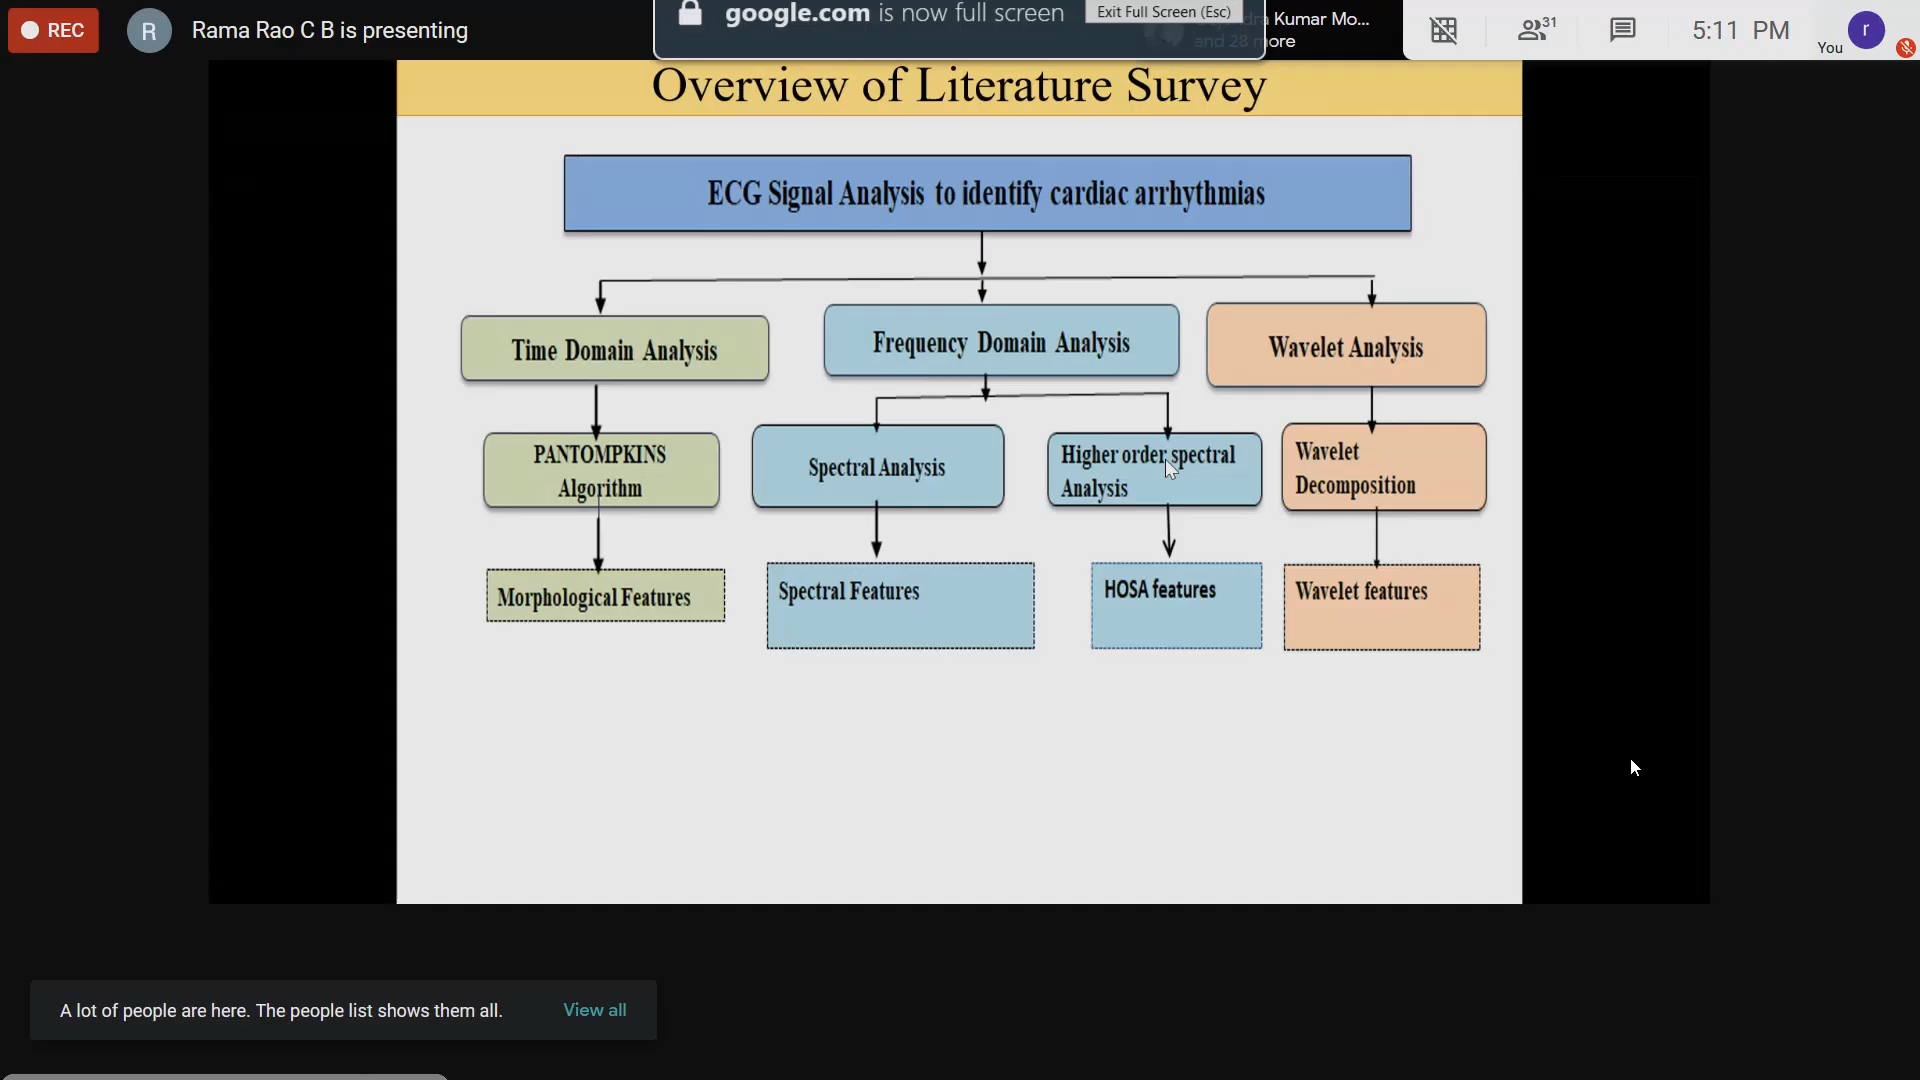 REC
R
Rama Rao C B is presenting
google.com is now full screen
Exit Full Screen (Esc)
Kumar Mo...
and 28 more
31
5:11 PM
You
r
Overview of Literature Survey
ECG Signal Analysis to identify cardiac arrhythmias
Time Domain Analysis
Frequency Domain Analysis
Wavelet Analysis
PANTOMPKINS
Algorithm
Spectral Analysis
Higher order spectral
Analysis
Wavelet
Decomposition
Morphological Features
Spectral Features
HOSA features
Wavelet features
A lot of people are here. The people list shows them all.
View all